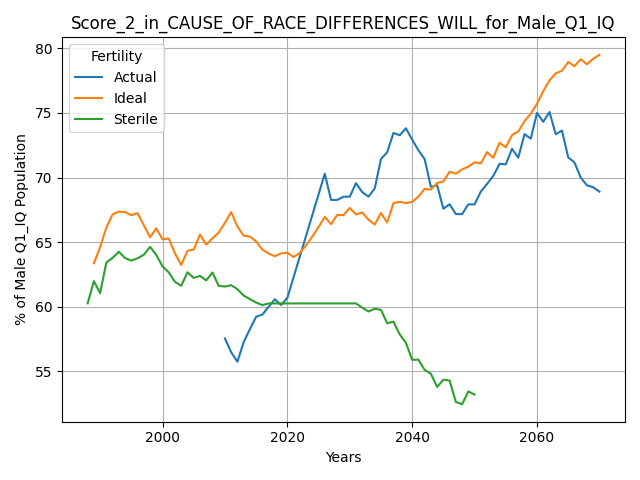 Score_2_in_CAUSE_OF_RACE_DIFFERENCES_WILL_for_Male_Q1_IQ
Fertility
Actual
Ideal
Sterile
% of Male Q1_IQ Population
80
75
70
65
60
55
2000
2020
2040
2060
Years